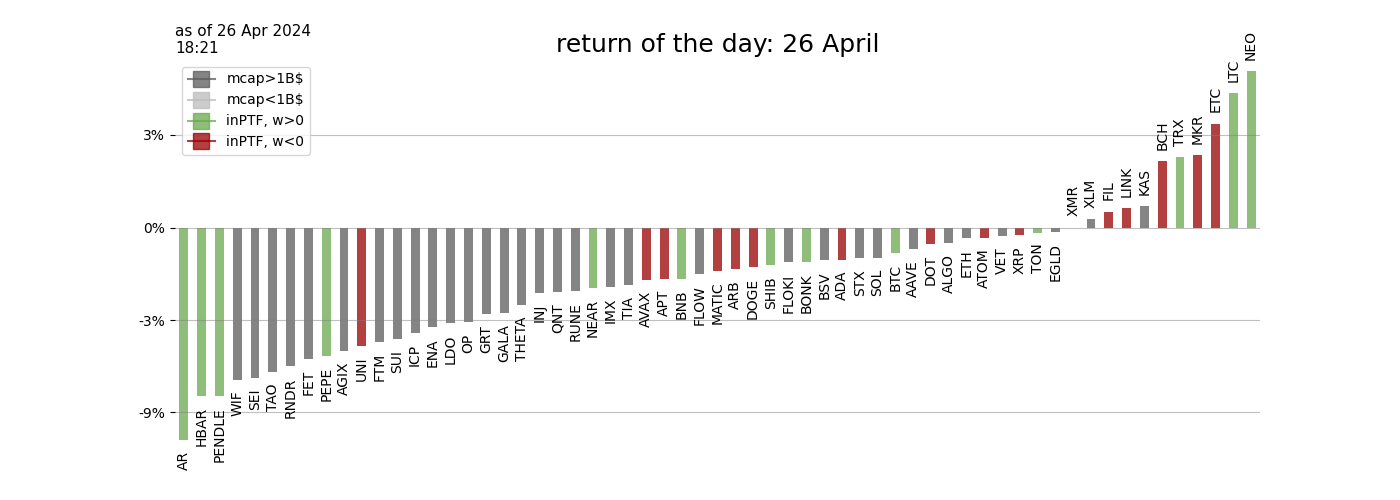 as of 26 Apr 2024
18:21
return of the day: 26 April
mcap>1B$
mcap<1B$
inPTF, w>0
inPTF, w<0
3%
0%
-3%
-9%
AR
HBAR
PENDLE
WIF
SEI
TAO
RNDR
FET
PEPE
AGIX
UNI
FTM
SUI
ICP
ENA
LDO
OP
GRT
GALA
THETA
INJ
QNT
RUNE
NEAR
IMX
TIA
AVAX
APT
BNB
FLOW
MATIC
ARB
DOGE
SHIB
FLOKI
BONK
BSV
ADA
STX
SOL
BTC
AAVE
DOT
ALGO
ETH
ATOM
VET
XRP
TON
EGLD
XMR
XLM
FIL
LINK
KAS
BCH
TRX
MKR
ETC
LTC
NEO